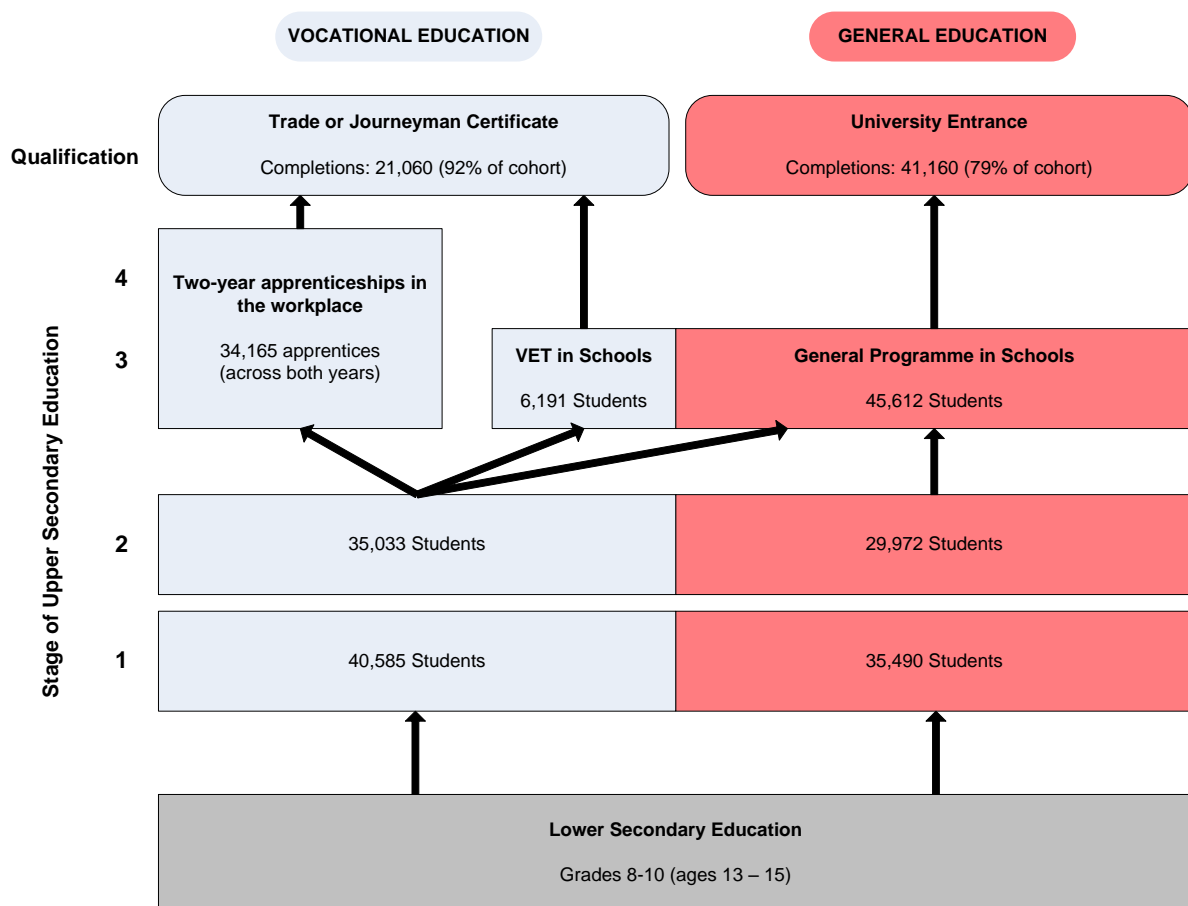 VOCATIONAL EDUCATION
GENERAL EDUCATION
Qualification
Trade or Journeyman Certificate
Completions: 21,060 (92% of cohort)
University Entrance
Completions: 41,160 (79% of cohort)
Stage of Upper Secondary Education
4
Two-year apprenticeships in
the workplace
34,165 apprentices
(across both years)
3
VET in Schools
6,191 Students
General Programme in Schools
45,612 Students
2
35,033 Students
29,972 Students
1
40,585 Students
35,490 Students
Lower Secondary Education
Grades 8-10 (ages 13 – 15)